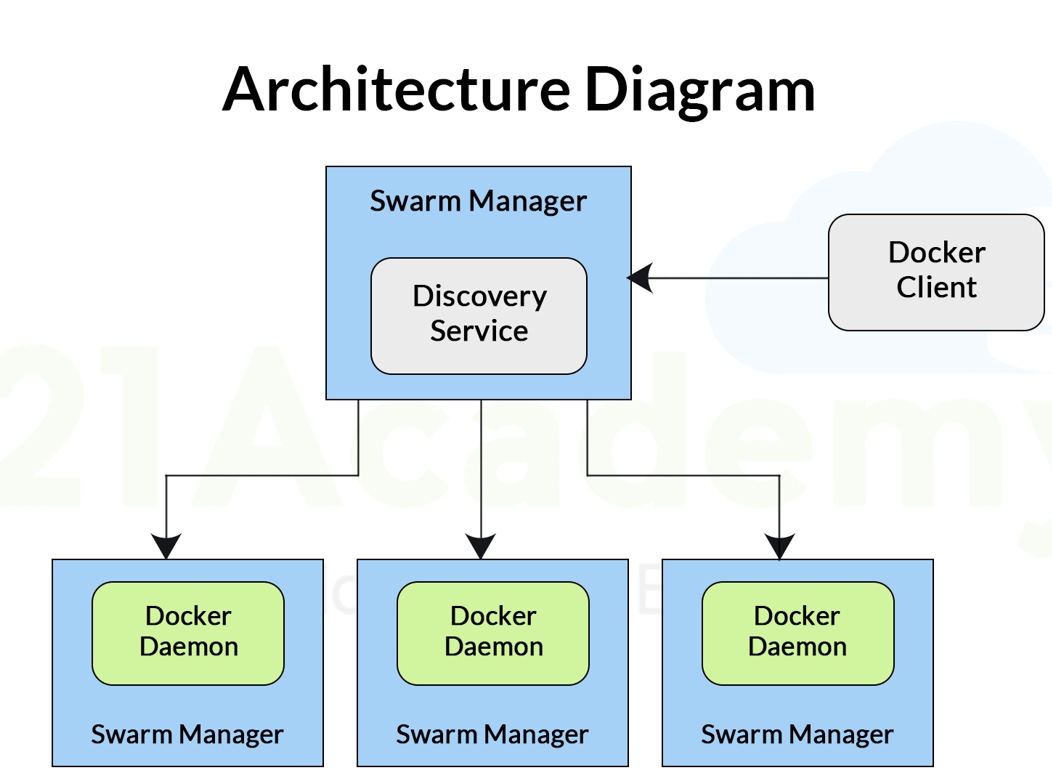 Architecture Diagram
Swarm Manager
Discovery
Service
Docker
Client
Docker
Daemon
Swarm Manager
Docker
Daemon
Swarm Manager
Docker
Daemon
Swarm Manager
21Academy